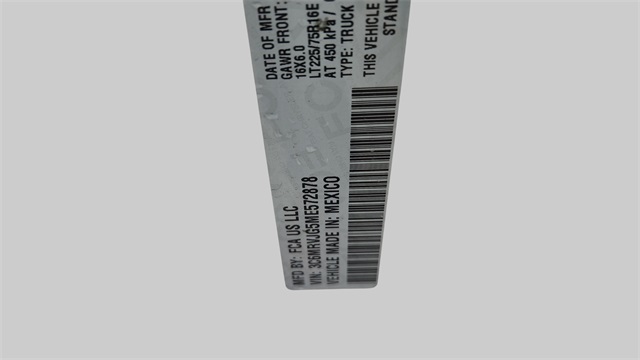 MFD BY: FCA US LLC
DATE OF MFR
VIN: 3C6MRVJG5ME572878
GAWR FRONT:
VEHICLE MADE IN: MEXICO
16X6.0
LT225/75R16E
AT 450 kPa /
TYPE: TRUCK
THIS VEHICLE
STAND